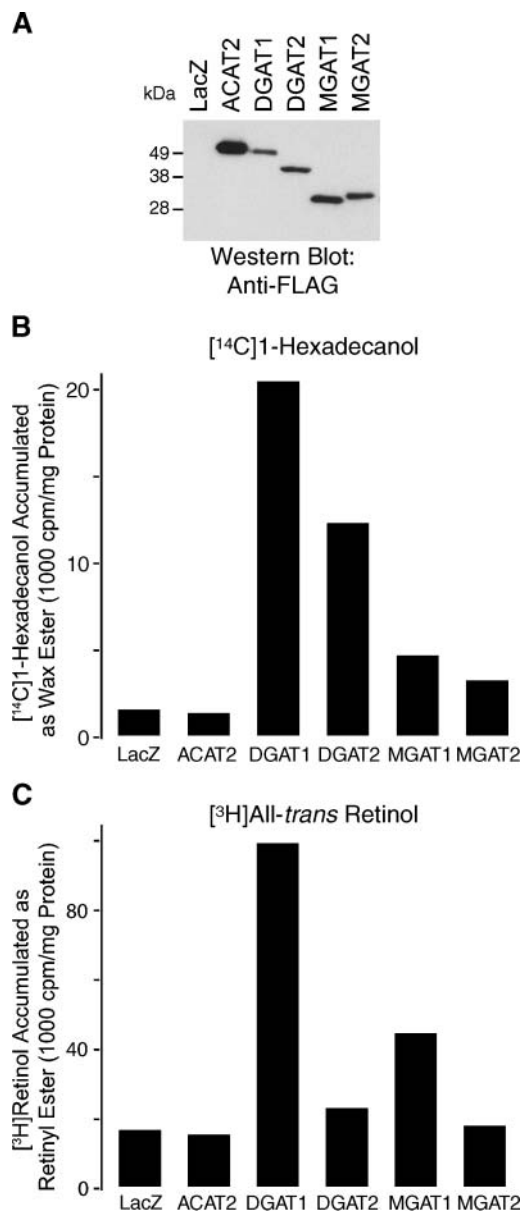 A
kDa
LacZ
ACAT2
DGAT1
DGAT2
MGAT1
MGAT2
49
38
28
Western Blot:
Anti-FLAG
B
[¹⁴C]1-Hexadecanol
[¹⁴C]1-Hexadecanol Accumulated
as Wax Ester (1000 cpm/mg Protein)
20
10
0
LacZ ACAT2 DGAT1 DGAT2 MGAT1 MGAT2
C
[³H]All-trans Retinol
[³H]Retinol Accumulated as
Retinyl Ester (1000 cpm/mg Protein)
80
40
0
LacZ ACAT2 DGAT1 DGAT2 MGAT1 MGAT2